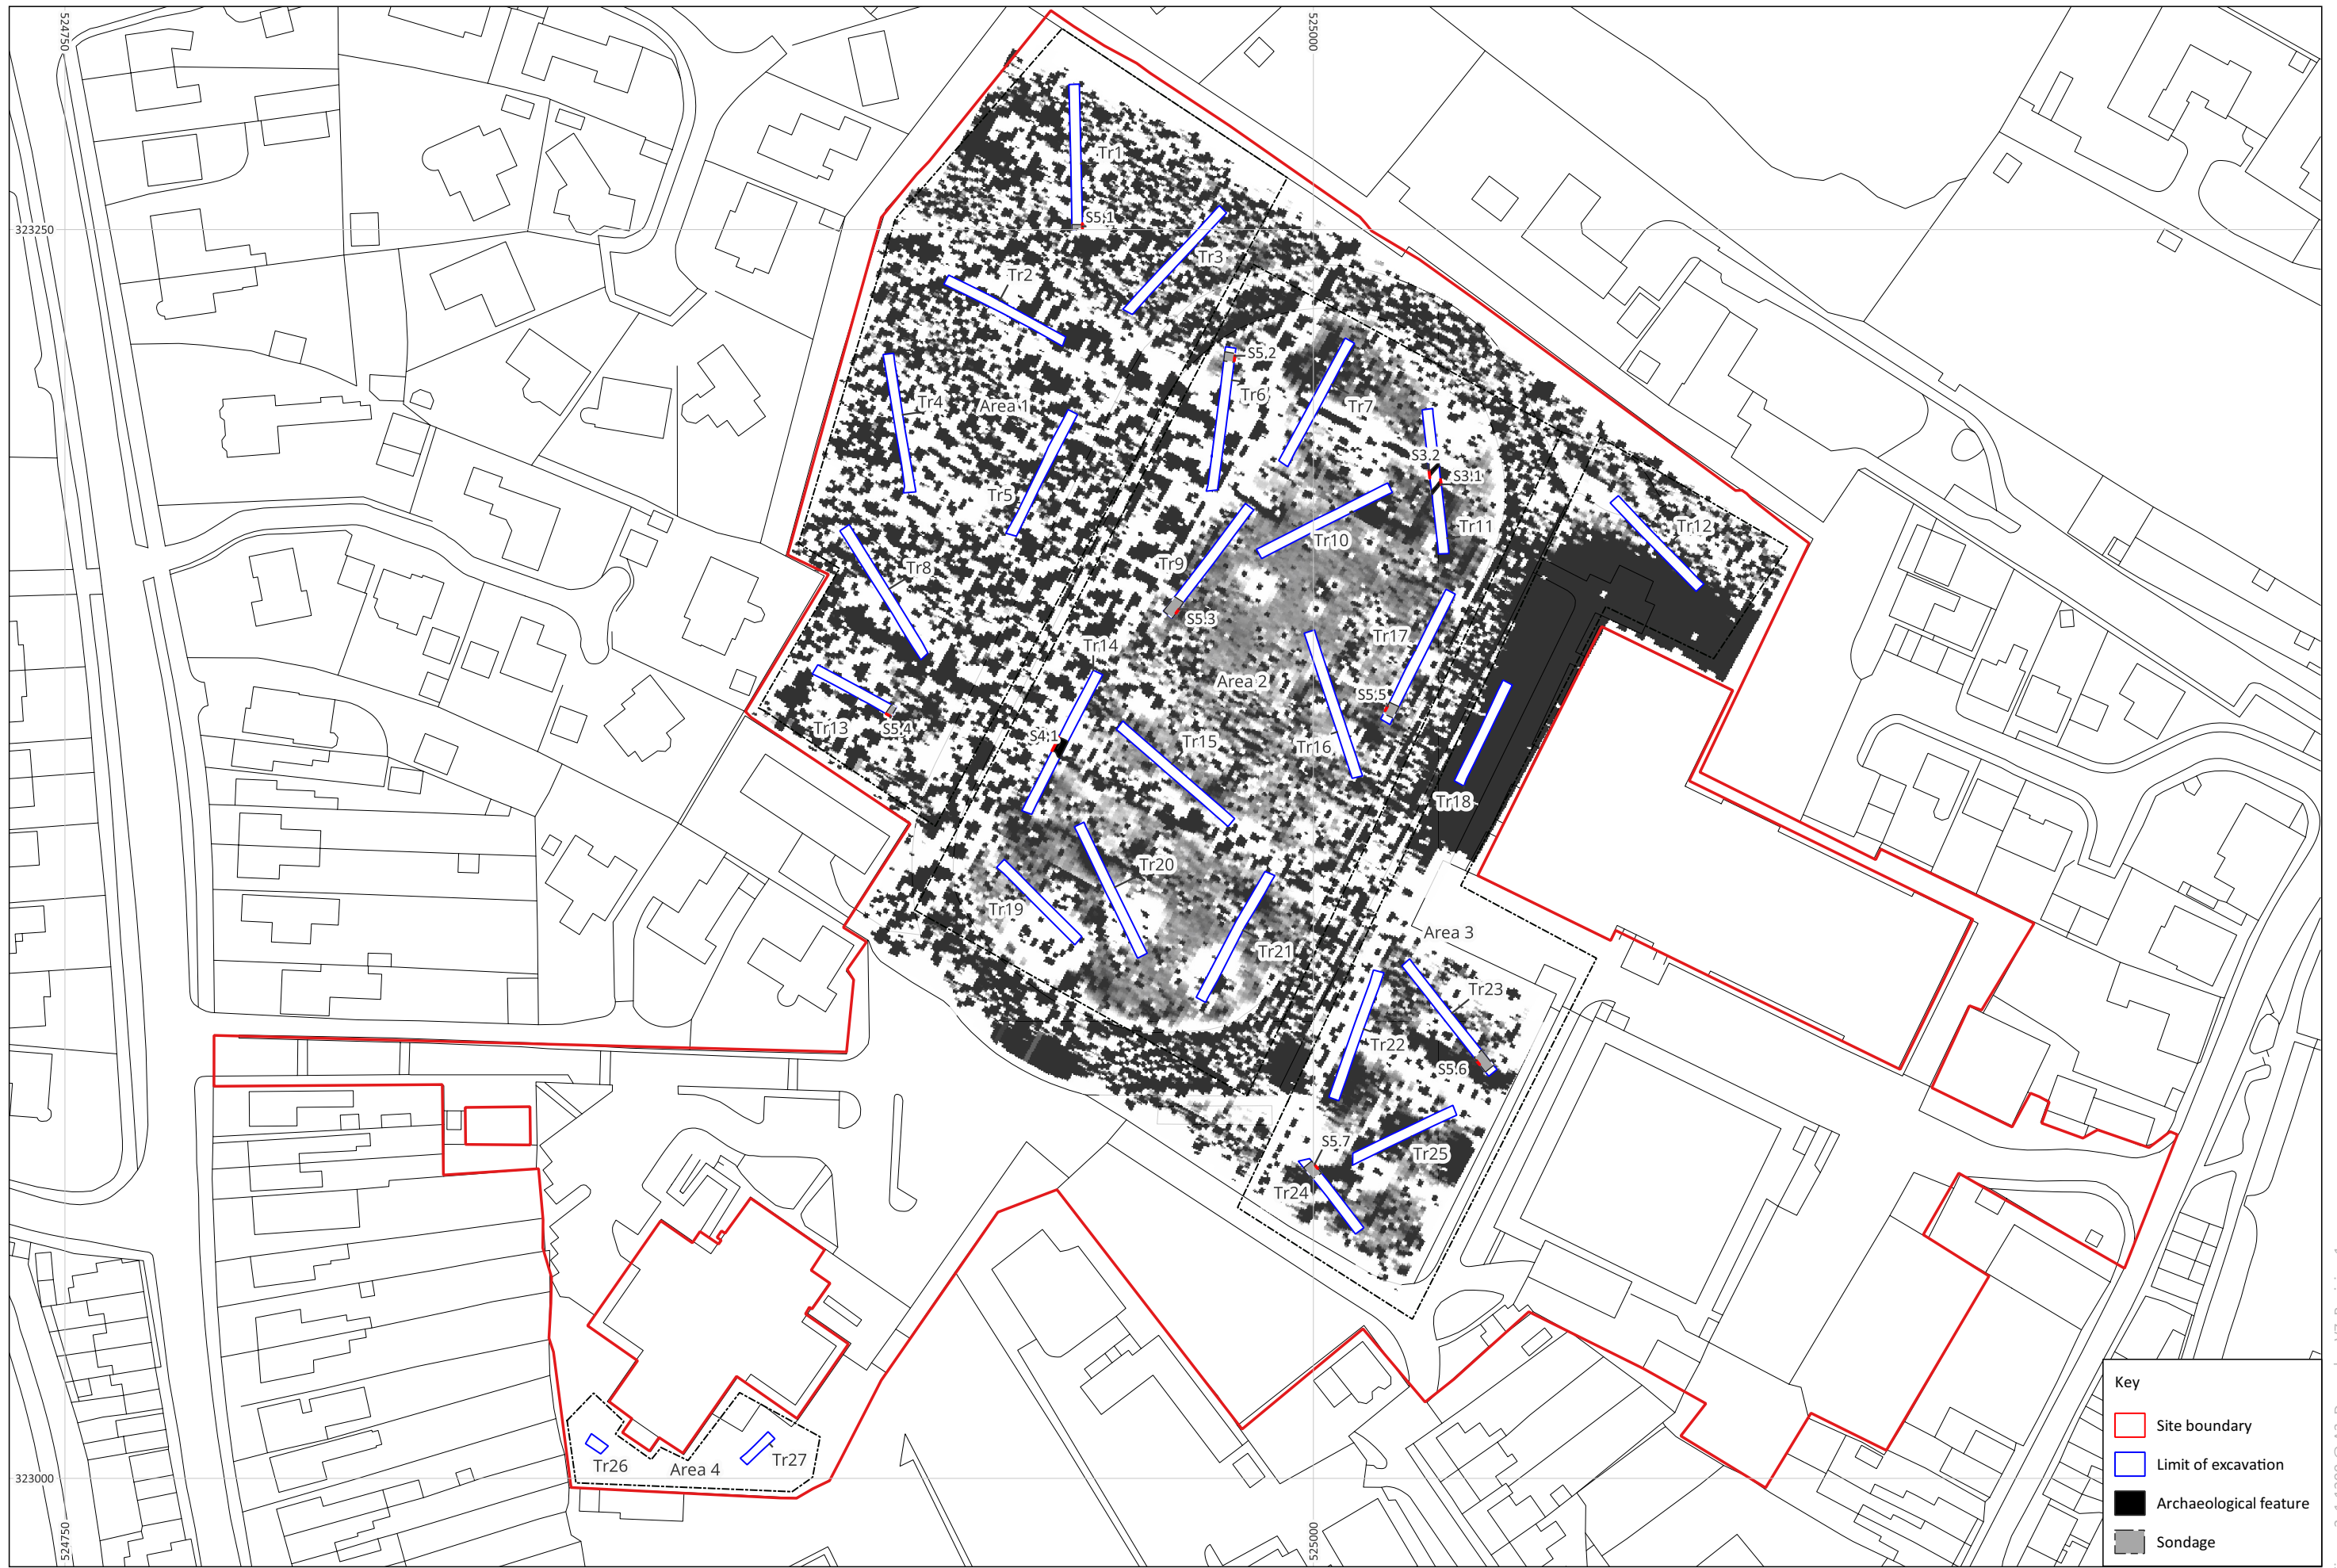 524750
525000
323250
Tr1
S5.1
Tr3
Tr2
S5.2
Tr6
Tr4
Area 1
Tr7
S3.2
S3.1
Tr5
Tr11
Tr12
Tr10
Tr9
Tr8
S5.3
Tr17
Tr14
Area 2
S5.5
Tr13
S5.4
S4.1
Tr15
Tr16
Tr18
Tr20
Tr19
Area 3
Tr21
Tr23
Tr22
S5.6
S5.7
Tr25
Tr24
Key
Site boundary
Limit of excavation
Archaeological feature
Sondage
Tr26
Area 4
Tr27
323000
524750
525000